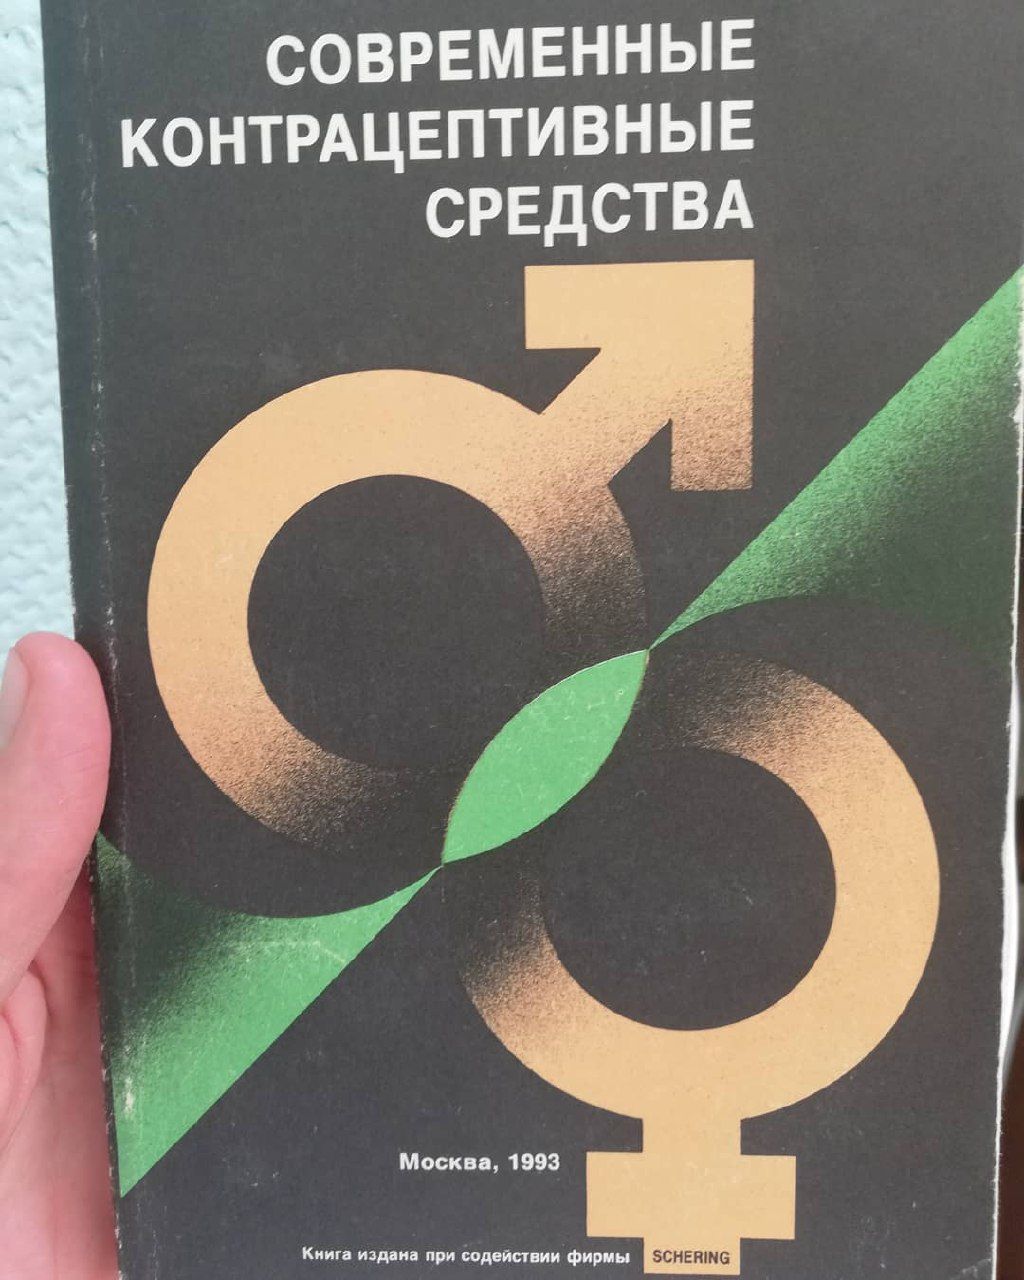 СОВРЕМЕННЫЕ
КОНТРАЦЕПТИВНЫЕ
СРЕДСТВА
Москва, 1993
Книга издана при содействии фирмы SCHERING